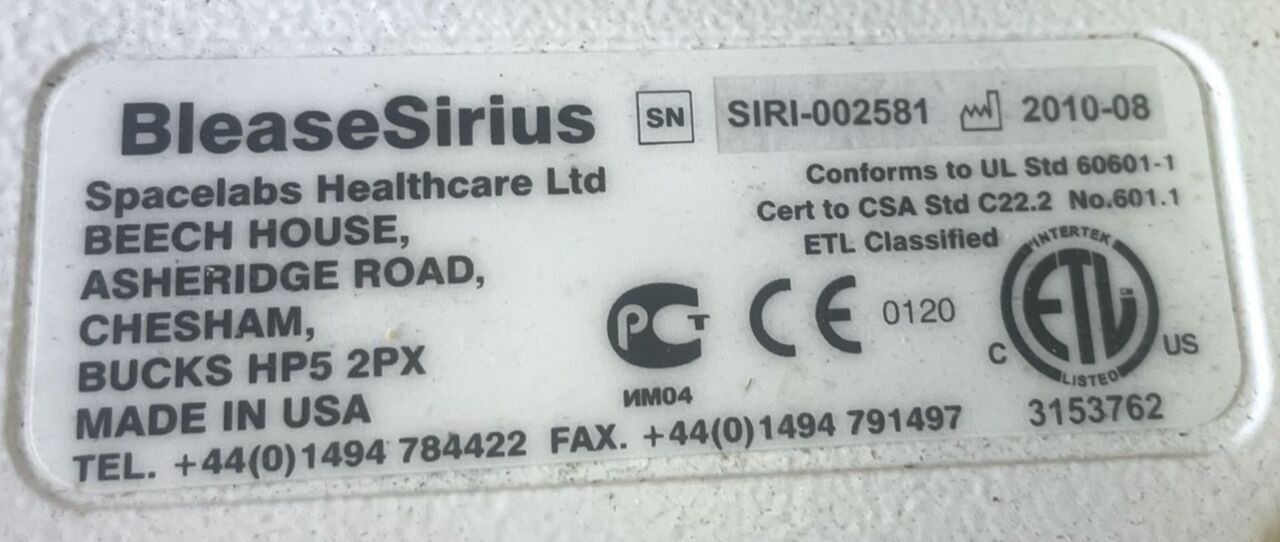 BleaseSirius SN SIRI-002581 2010-08
Spacelabs Healthcare Ltd
BEECH HOUSE,
ASHERIDGE ROAD,
CHESHAM,
BUCKS HP5 2PX
MADE IN USA
TEL. +44(0)1494 784422 FAX. +44(0)1494 791497
Conforms to UL Std 60601-1
Cert to CSA Std C22.2 No.601.1
ETL Classified
РСТ
ИМ04
CE 0120
INTERTEK
ETL CM
LISTED
C US
3153762